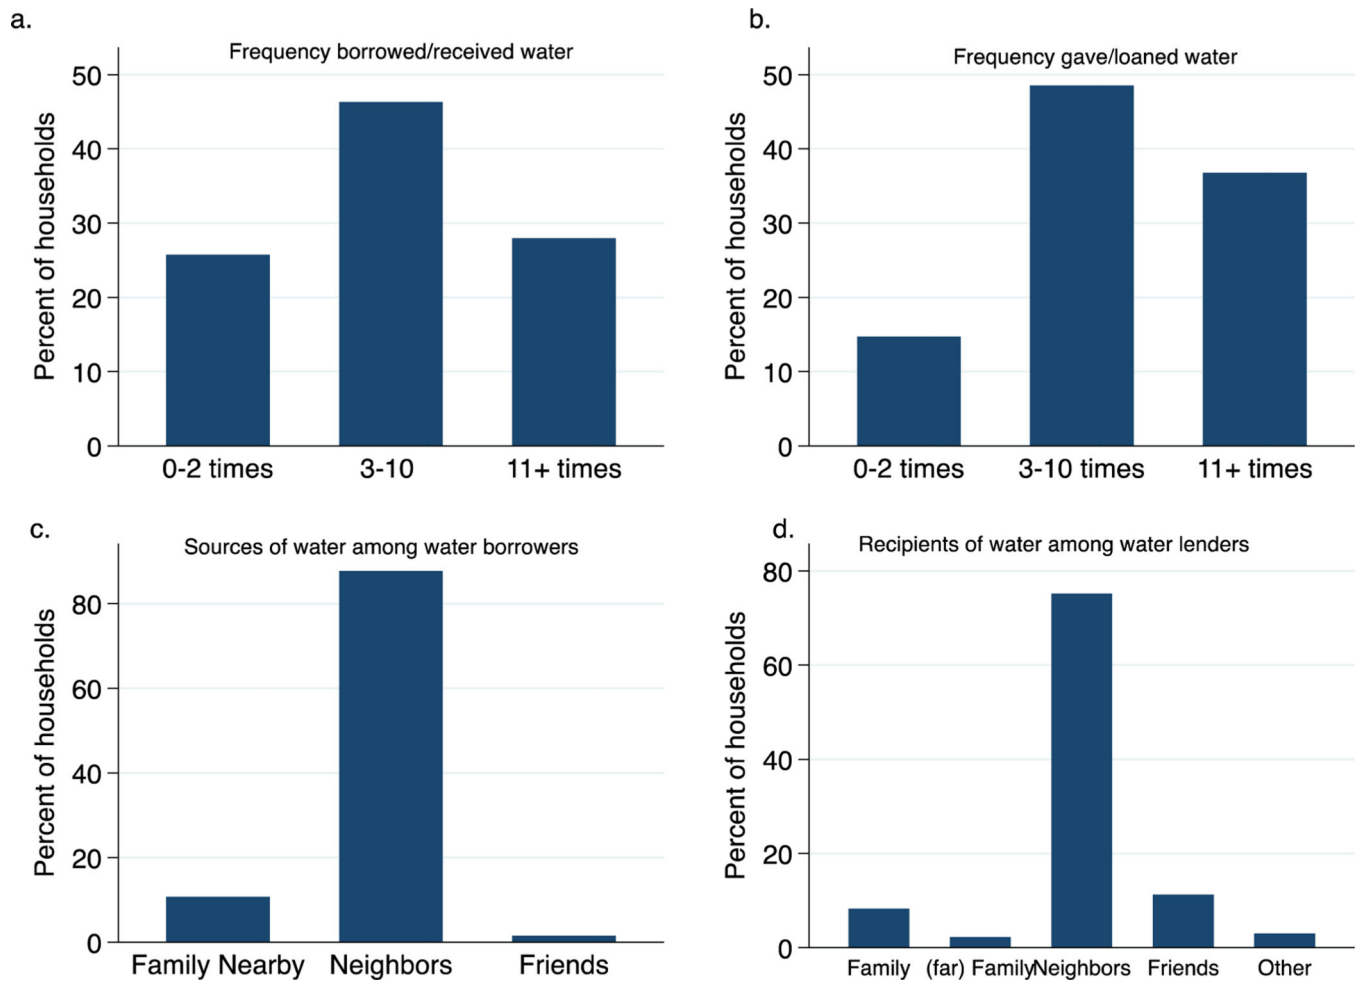 a.
Frequency borrowed/received water
Percent of households
50
40
30
20
10
0
0-2 times 3-10 11+ times
b.
Frequency gave/loaned water
Percent of households
50
40
30
20
10
0
0-2 times 3-10 times 11+ times
c.
Sources of water among water borrowers
Percent of households
80
60
40
20
0
Family Nearby Neighbors Friends
d.
Recipients of water among water lenders
Percent of households
80
60
40
20
0
Family (far) Family Neighbors Friends Other